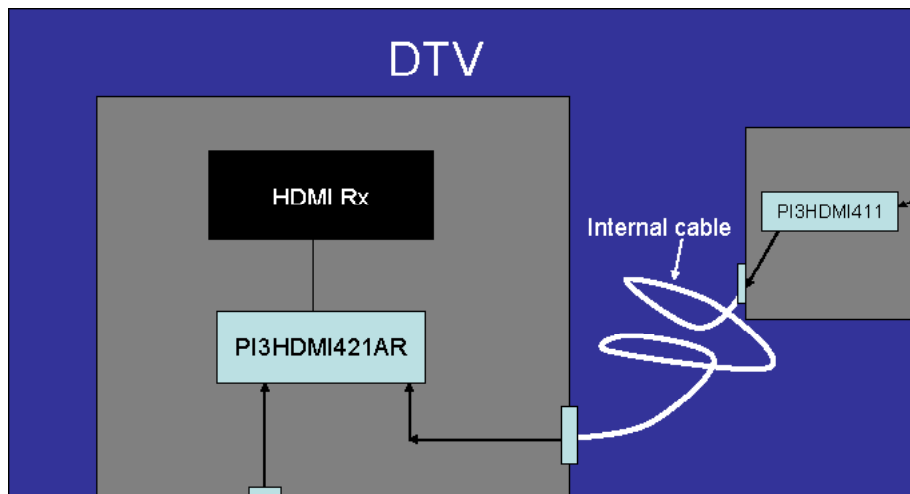 DTV
HDMI Rx
PI3HDMI411
Internal cable
PI3HDMI421AR